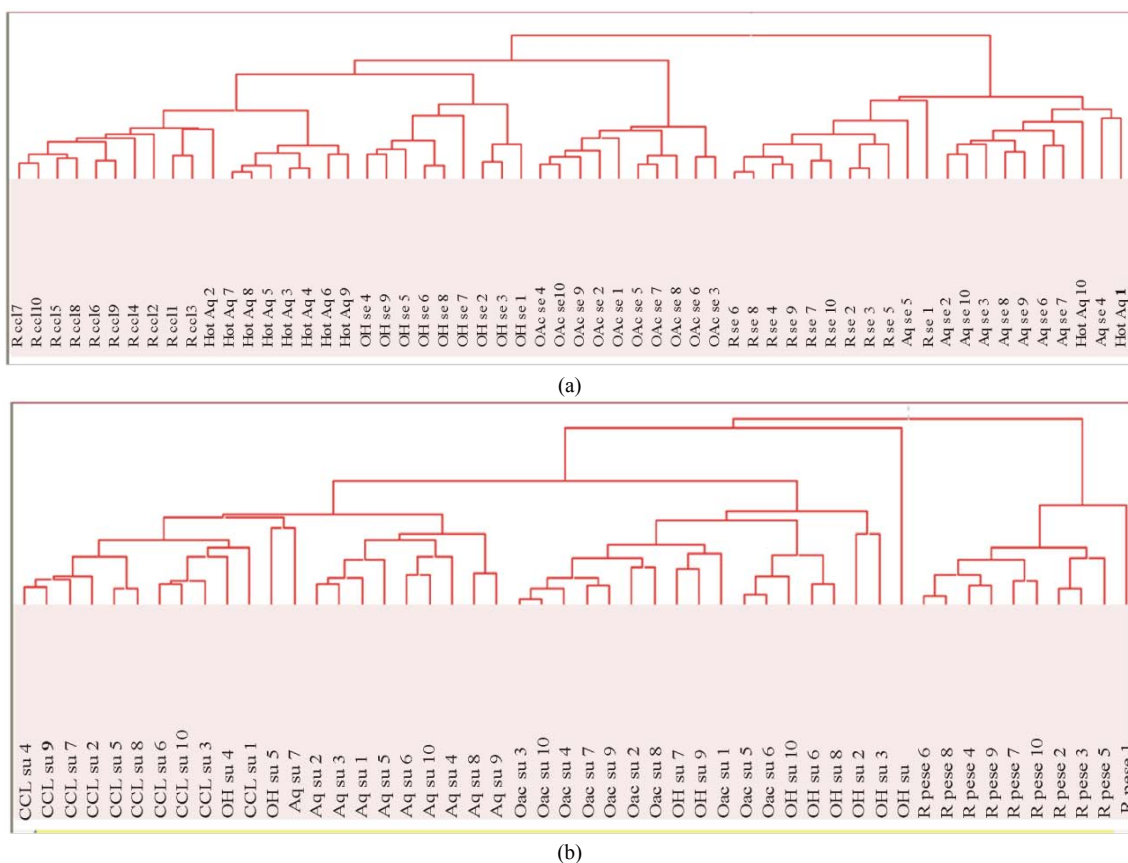 R ccl7
R ccl10
R ccl5
R ccl8
R ccl6
R ccl9
R ccl4
R ccl2
R ccl1
R ccl3
Hot Aq 2
Hot Aq 7
Hot Aq 8
Hot Aq 5
Hot Aq 3
Hot Aq 4
Hot Aq 6
Hot Aq 9
OH se 4
OH se 9
OH se 5
OH se 6
OH se 8
OH se 7
OH se 2
OH se 3
OH se 1
OAc se 4
OAc se10
OAc se 9
OAc se 2
OAc se 1
OAc se 5
OAc se 7
OAc se 8
OAc se 6
OAc se 3
R se 6
R se 8
R se 4
R se 9
R se 7
R se 10
R se 2
R se 3
R se 5
Aq se 5
R se 1
Aq se 2
Aq se 10
Aq se 3
Aq se 8
Aq se 9
Aq se 6
Aq se 7
Hot Aq 10
Aq se 4
Hot Aq 1
(a)
CCL su 4
CCL su 9
CCL su 7
CCL su 2
CCL su 5
CCL su 8
CCL su 6
CCL su 10
CCL su 3
OH su 4
CCL su 1
OH su 5
Aq su 7
Aq su 2
Aq su 3
Aq su 1
Aq su 5
Aq su 6
Aq su 10
Aq su 4
Aq su 8
Aq su 9
Oac su 3
Oac su 10
Oac su 4
Oac su 7
Oac su 9
Oac su 2
Oac su 8
OH su 7
OH su 9
Oac su 1
Oac su 5
Oac su 6
OH su 10
OH su 6
OH su 8
OH su 2
OH su 3
OH su
R pese 6
R pese 8
R pese 4
R pese 9
R pese 7
R pese 10
R pese 2
R pese 3
R pese 5
R pese 1
(b)